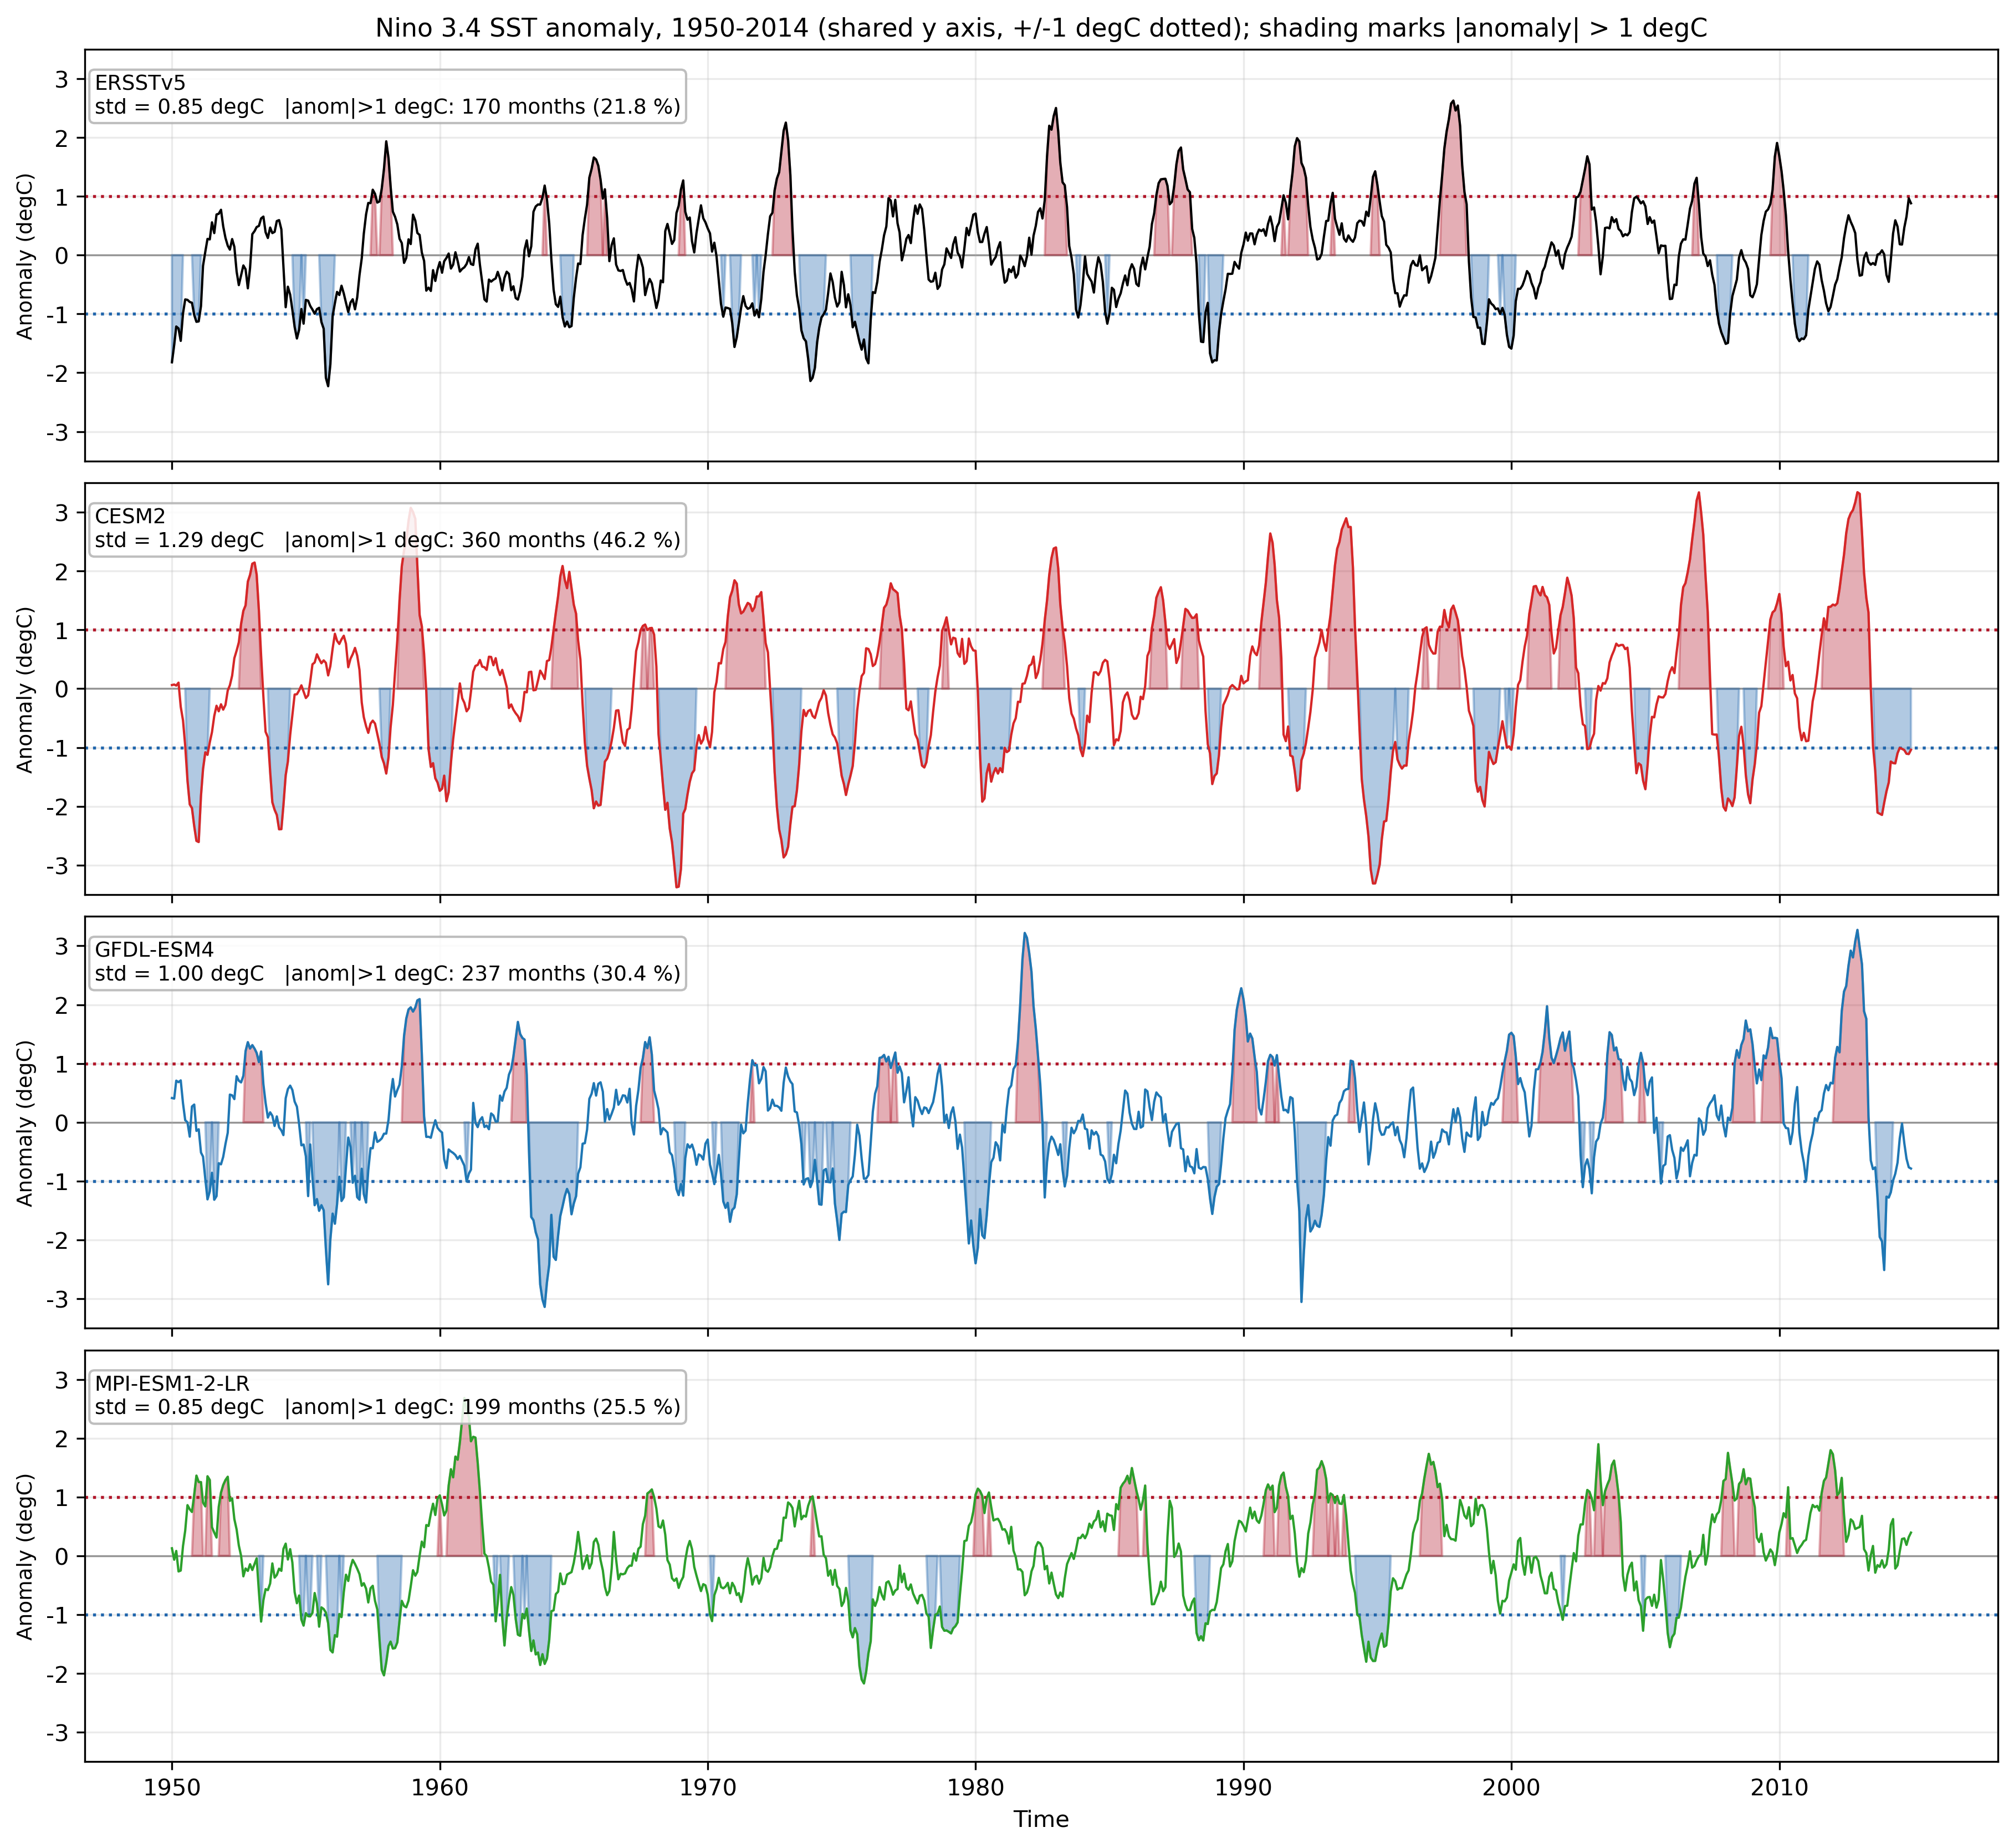 Nino 3.4 SST anomaly, 1950-2014 (shared y axis, +/-1 degC dotted); shading marks |anomaly| > 1 degC
ERSSTv5
std = 0.85 degC   |anom|>1 degC: 170 months (21.8 %)
Anomaly (degC)
3
2
1
0
-1
-2
-3
CESM2
std = 1.29 degC   |anom|>1 degC: 360 months (46.2 %)
Anomaly (degC)
3
2
1
0
-1
-2
-3
GFDL-ESM4
std = 1.00 degC   |anom|>1 degC: 237 months (30.4 %)
Anomaly (degC)
3
2
1
0
-1
-2
-3
MPI-ESM1-2-LR
std = 0.85 degC   |anom|>1 degC: 199 months (25.5 %)
Anomaly (degC)
3
2
1
0
-1
-2
-3
1950 1960 1970 1980 1990 2000 2010
Time